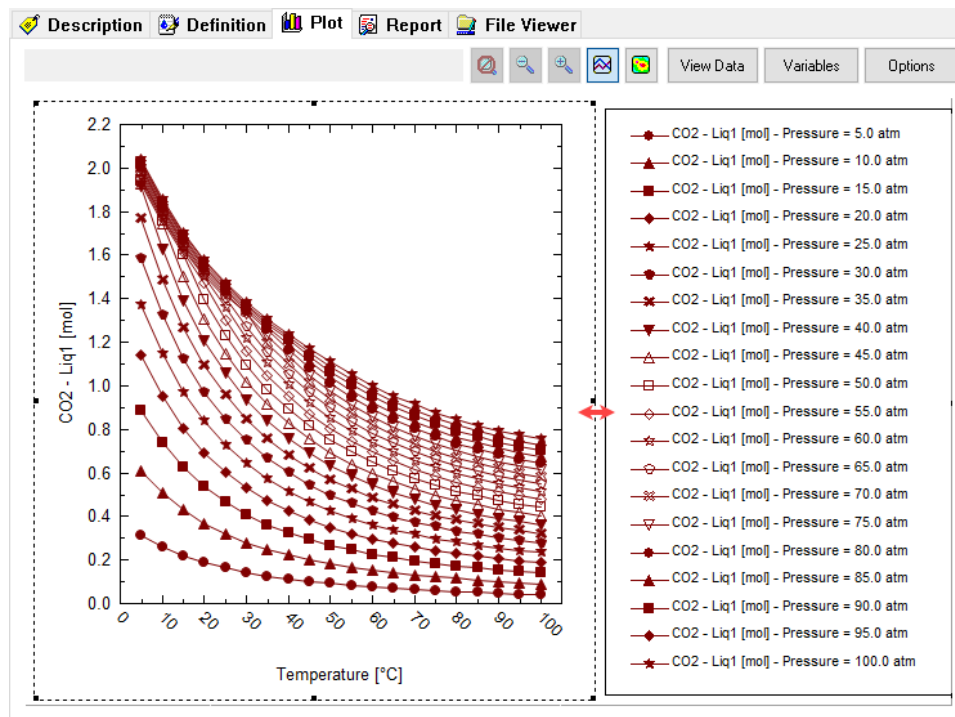 Description Definition Plot Report File Viewer
View Data Variables Options
2.2
2.0
1.8
1.6
1.4
1.2
1.0
0.8
0.6
0.4
0.2
0.0
CO2 - Liq1 [mol]
0 10 20 30 40 50 60 70 80 90 100
Temperature [°C]
CO2 - Liq1 [mol] - Pressure = 5.0 atm
CO2 - Liq1 [mol] - Pressure = 10.0 atm
CO2 - Liq1 [mol] - Pressure = 15.0 atm
CO2 - Liq1 [mol] - Pressure = 20.0 atm
CO2 - Liq1 [mol] - Pressure = 25.0 atm
CO2 - Liq1 [mol] - Pressure = 30.0 atm
CO2 - Liq1 [mol] - Pressure = 35.0 atm
CO2 - Liq1 [mol] - Pressure = 40.0 atm
CO2 - Liq1 [mol] - Pressure = 45.0 atm
CO2 - Liq1 [mol] - Pressure = 50.0 atm
CO2 - Liq1 [mol] - Pressure = 55.0 atm
CO2 - Liq1 [mol] - Pressure = 60.0 atm
CO2 - Liq1 [mol] - Pressure = 65.0 atm
CO2 - Liq1 [mol] - Pressure = 70.0 atm
CO2 - Liq1 [mol] - Pressure = 75.0 atm
CO2 - Liq1 [mol] - Pressure = 80.0 atm
CO2 - Liq1 [mol] - Pressure = 85.0 atm
CO2 - Liq1 [mol] - Pressure = 90.0 atm
CO2 - Liq1 [mol] - Pressure = 95.0 atm
CO2 - Liq1 [mol] - Pressure = 100.0 atm